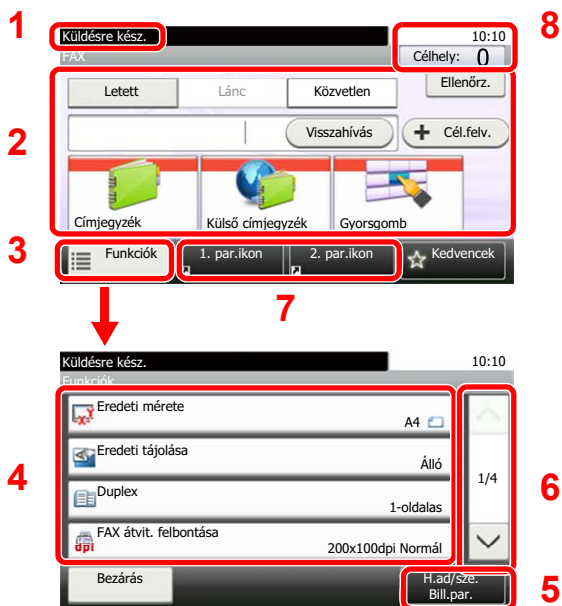 1
Küldésre kész.
10:10
8
FAX
Célhely: 0
Letett
Lánc
Közvetlen
Ellenőrz.
2
Visszahívás
+ Cél.felv.
Címjegyzék
Külső címjegyzék
Gyorsgomb
3
Funkciók
1. par.ikon
2. par.ikon
Kedvencek
7
Küldésre kész.
10:10
Funkciók
Eredeti mérete
A4
Eredeti tájolása
Álló
4
1/4
6
Duplex
1-oldalas
FAX átvit. felbontása
dpi
200x100dpi Normál
Bezárás
H.ad/sze.
Bill.par.
5